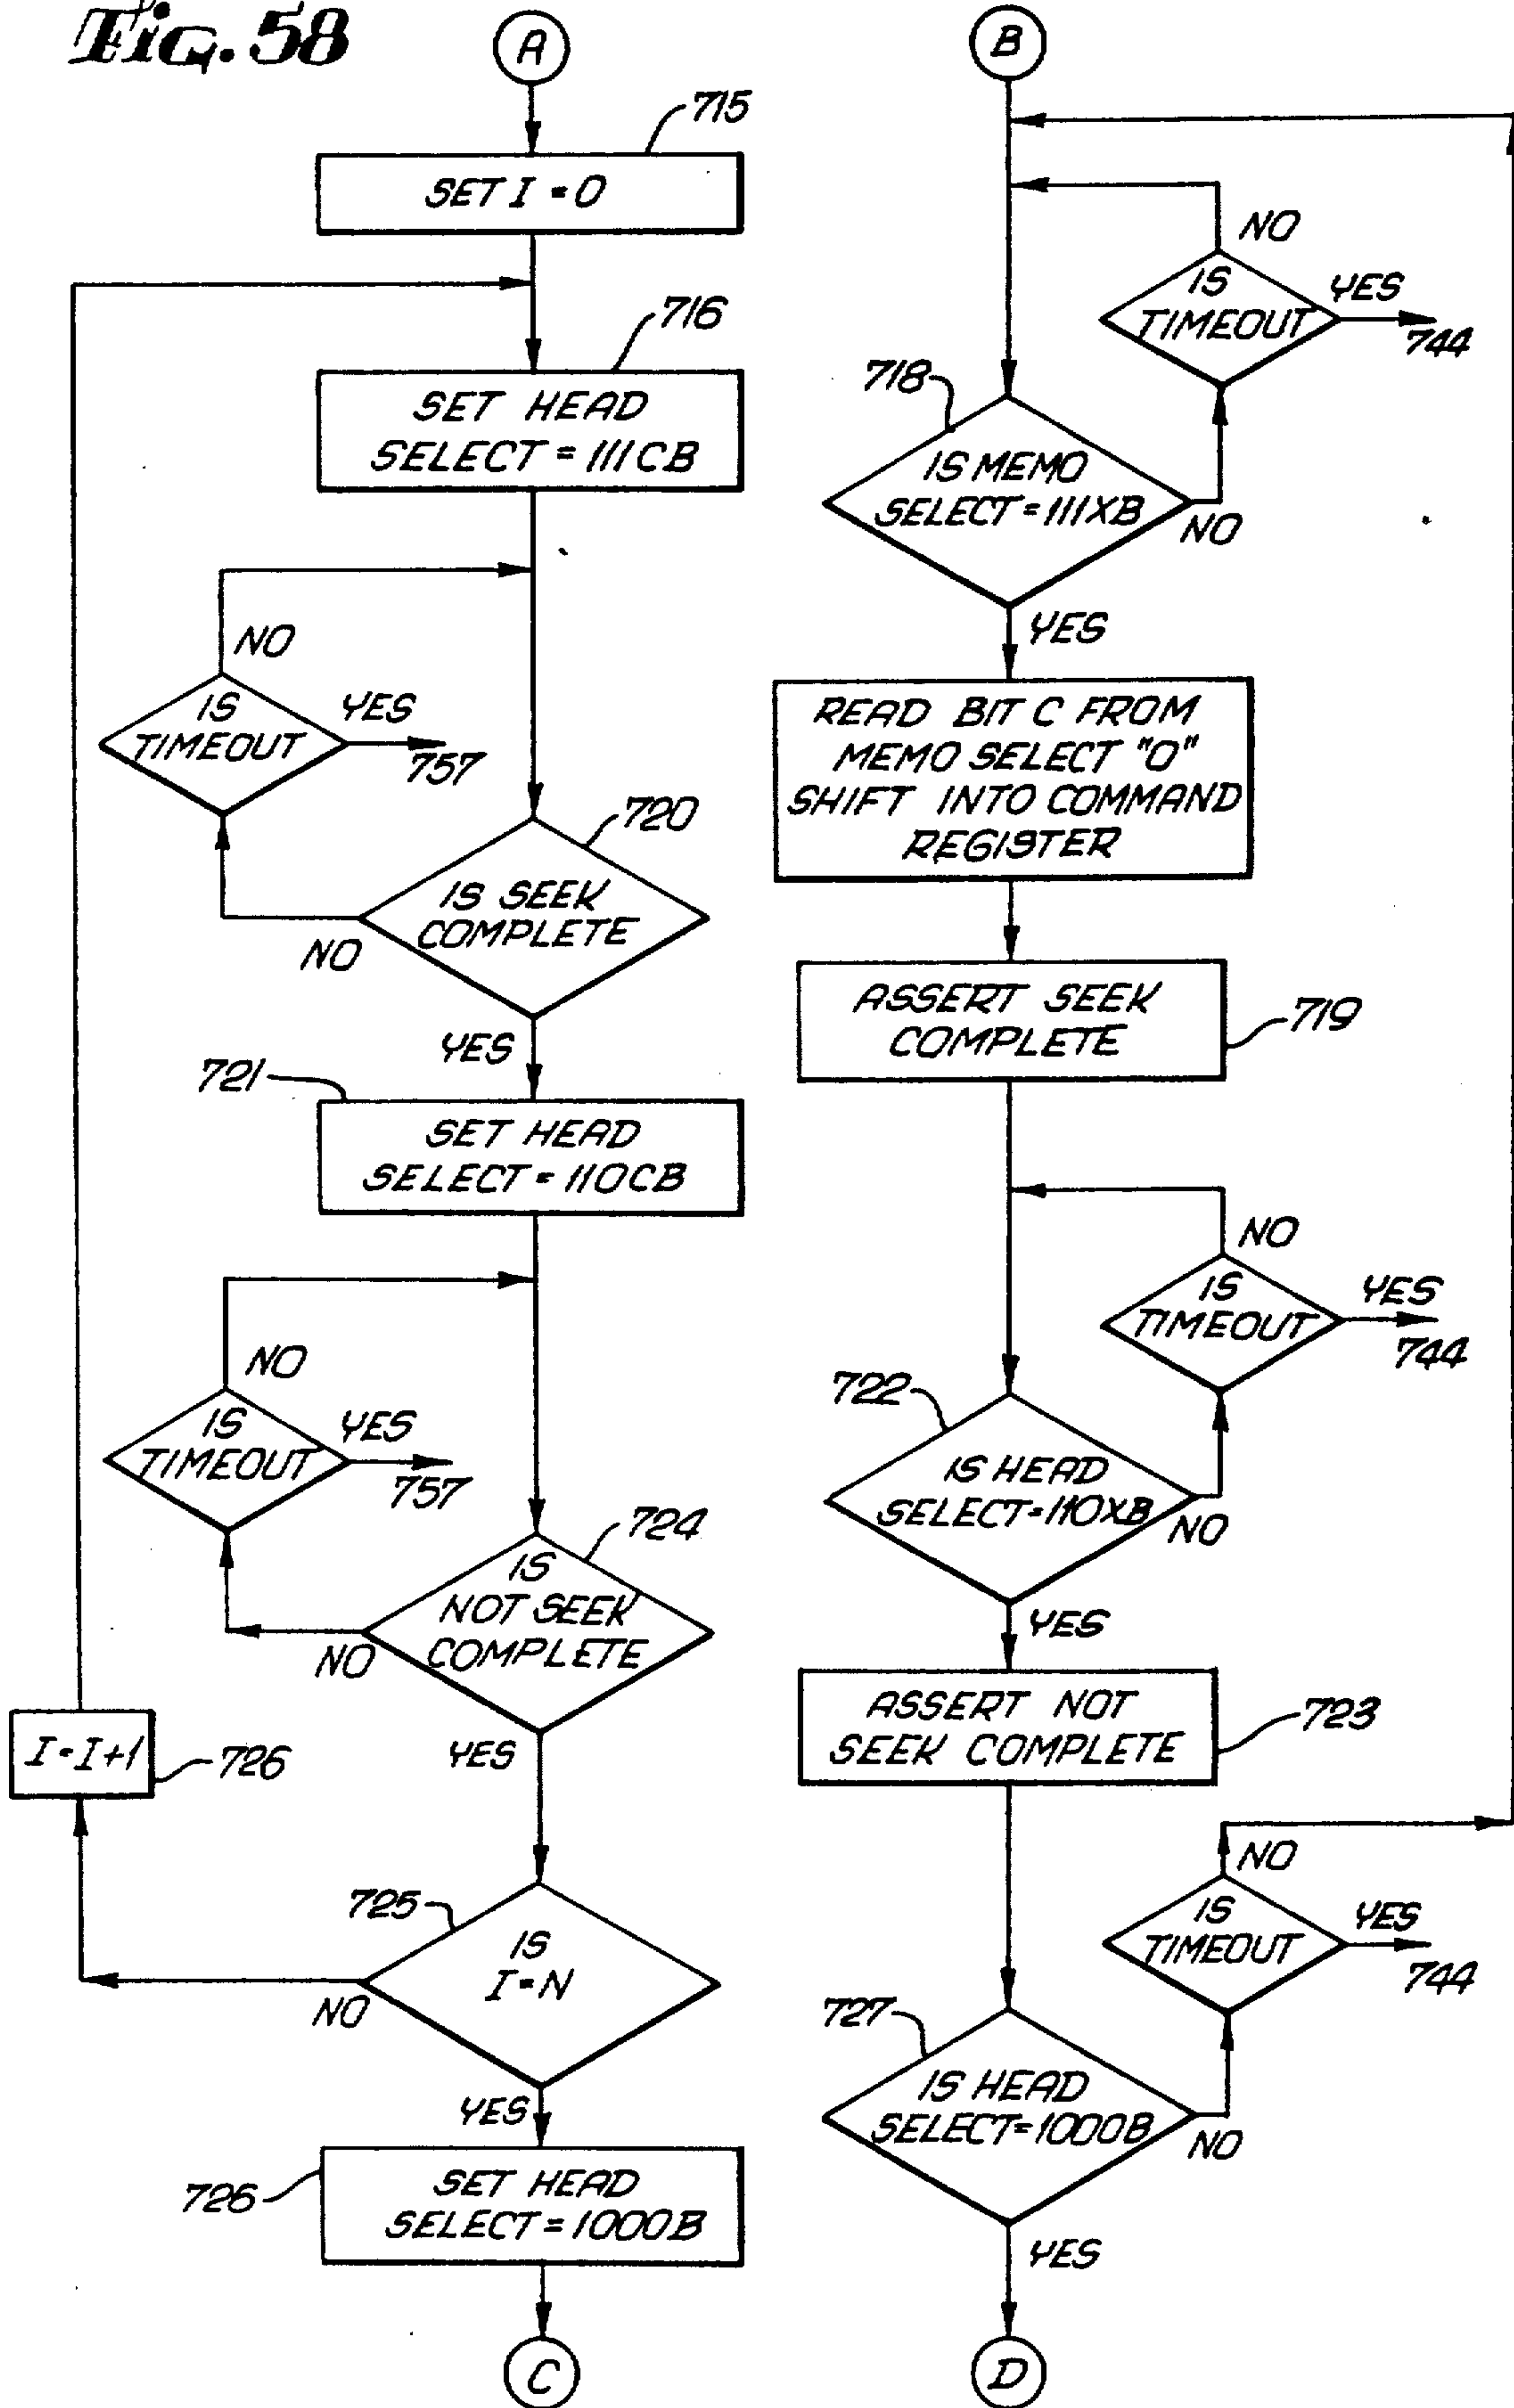 Fig. 58
A
715
SET I = 0
716
SET HEAD
SELECT = 111CB
NO
IS
TIMEOUT
YES
757
720
IS SEEK
COMPLETE
NO
YES
721
SET HEAD
SELECT = 110CB
NO
IS
TIMEOUT
YES
757
724
IS
NOT SEEK
COMPLETE
NO
YES
I = I+1
726
725
IS
I = N
NO
YES
726
SET HEAD
SELECT = 1000B
C
B
NO
IS
TIMEOUT
YES
744
718
IS MEMO
SELECT = 111XB
NO
YES
READ BIT C FROM
MEMO SELECT "0"
SHIFT INTO COMMAND
REGISTER
ASSERT SEEK
COMPLETE
719
NO
IS
TIMEOUT
YES
744
722
IS HEAD
SELECT = 110XB
NO
YES
ASSERT NOT
SEEK COMPLETE
723
NO
IS
TIMEOUT
YES
744
727
IS HEAD
SELECT = 1000B
NO
YES
D